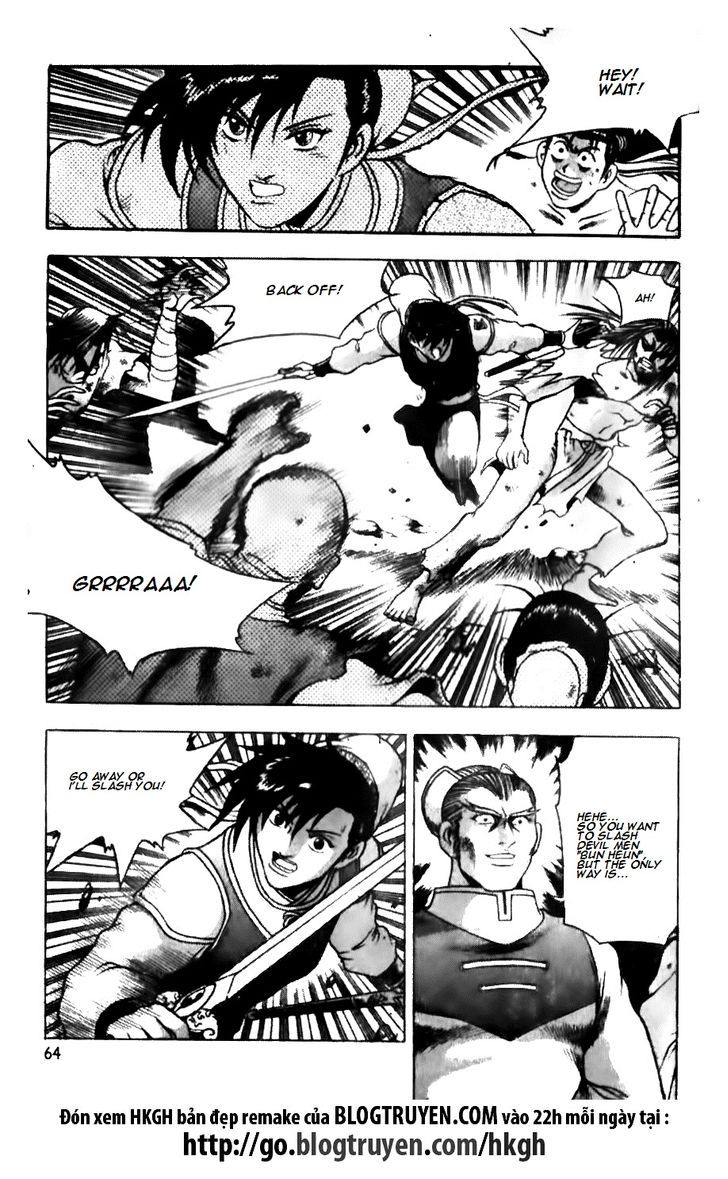 HEY!
WAIT!
BACK OFF!
AH!
GRRRRAAA!
GO AWAY OR
I'LL SLASH YOU!
HEHE...
SO YOU WANT
TO SLASH
DEVIL MEN
"BUN HEUN".
BUT THE ONLY
WAY IS...
64
Đón xem HKGH bản đẹp remake của BLOGTRUYEN.COM vào 22h mỗi ngày tại :
http://go.blogtruyen.com/hkgh